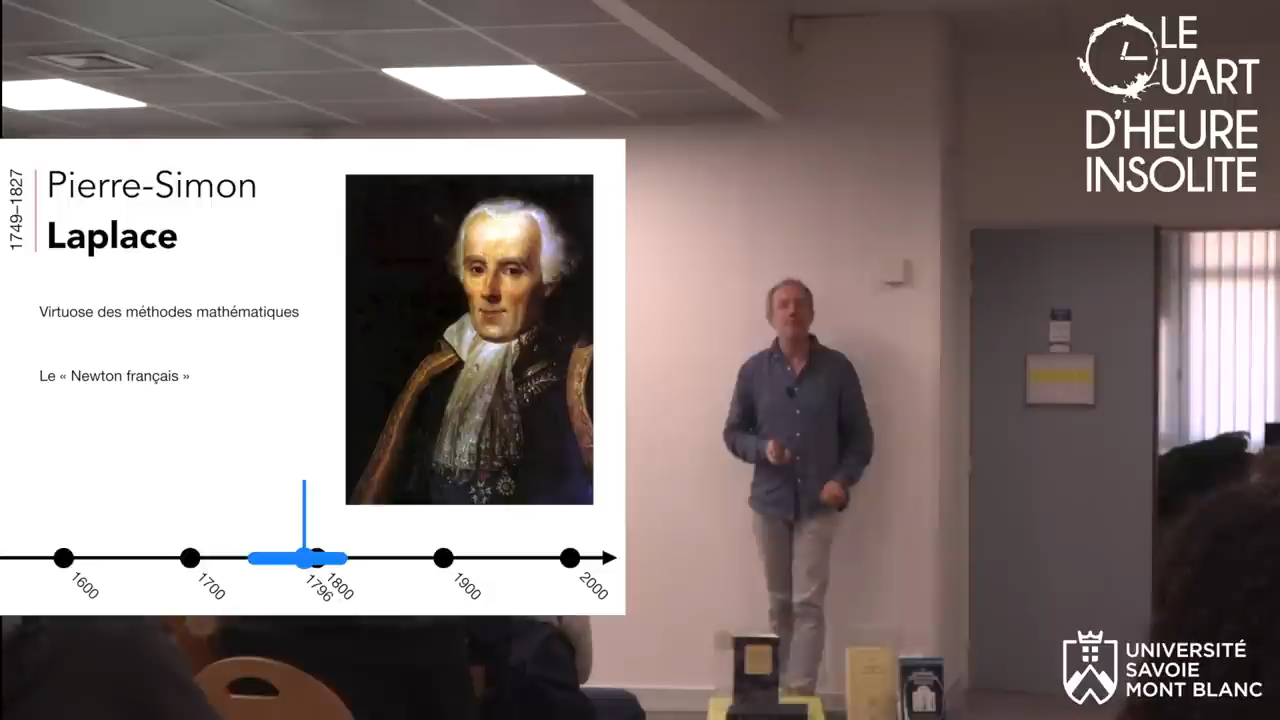 LE
QUART
D'HEURE
INSOLITE
1749–1827
Pierre-Simon
Laplace
Virtuose des méthodes mathématiques
Le « Newton français »
1600
1700
1796
1800
1900
2000
UNIVERSITÉ
SAVOIE
MONT BLANC